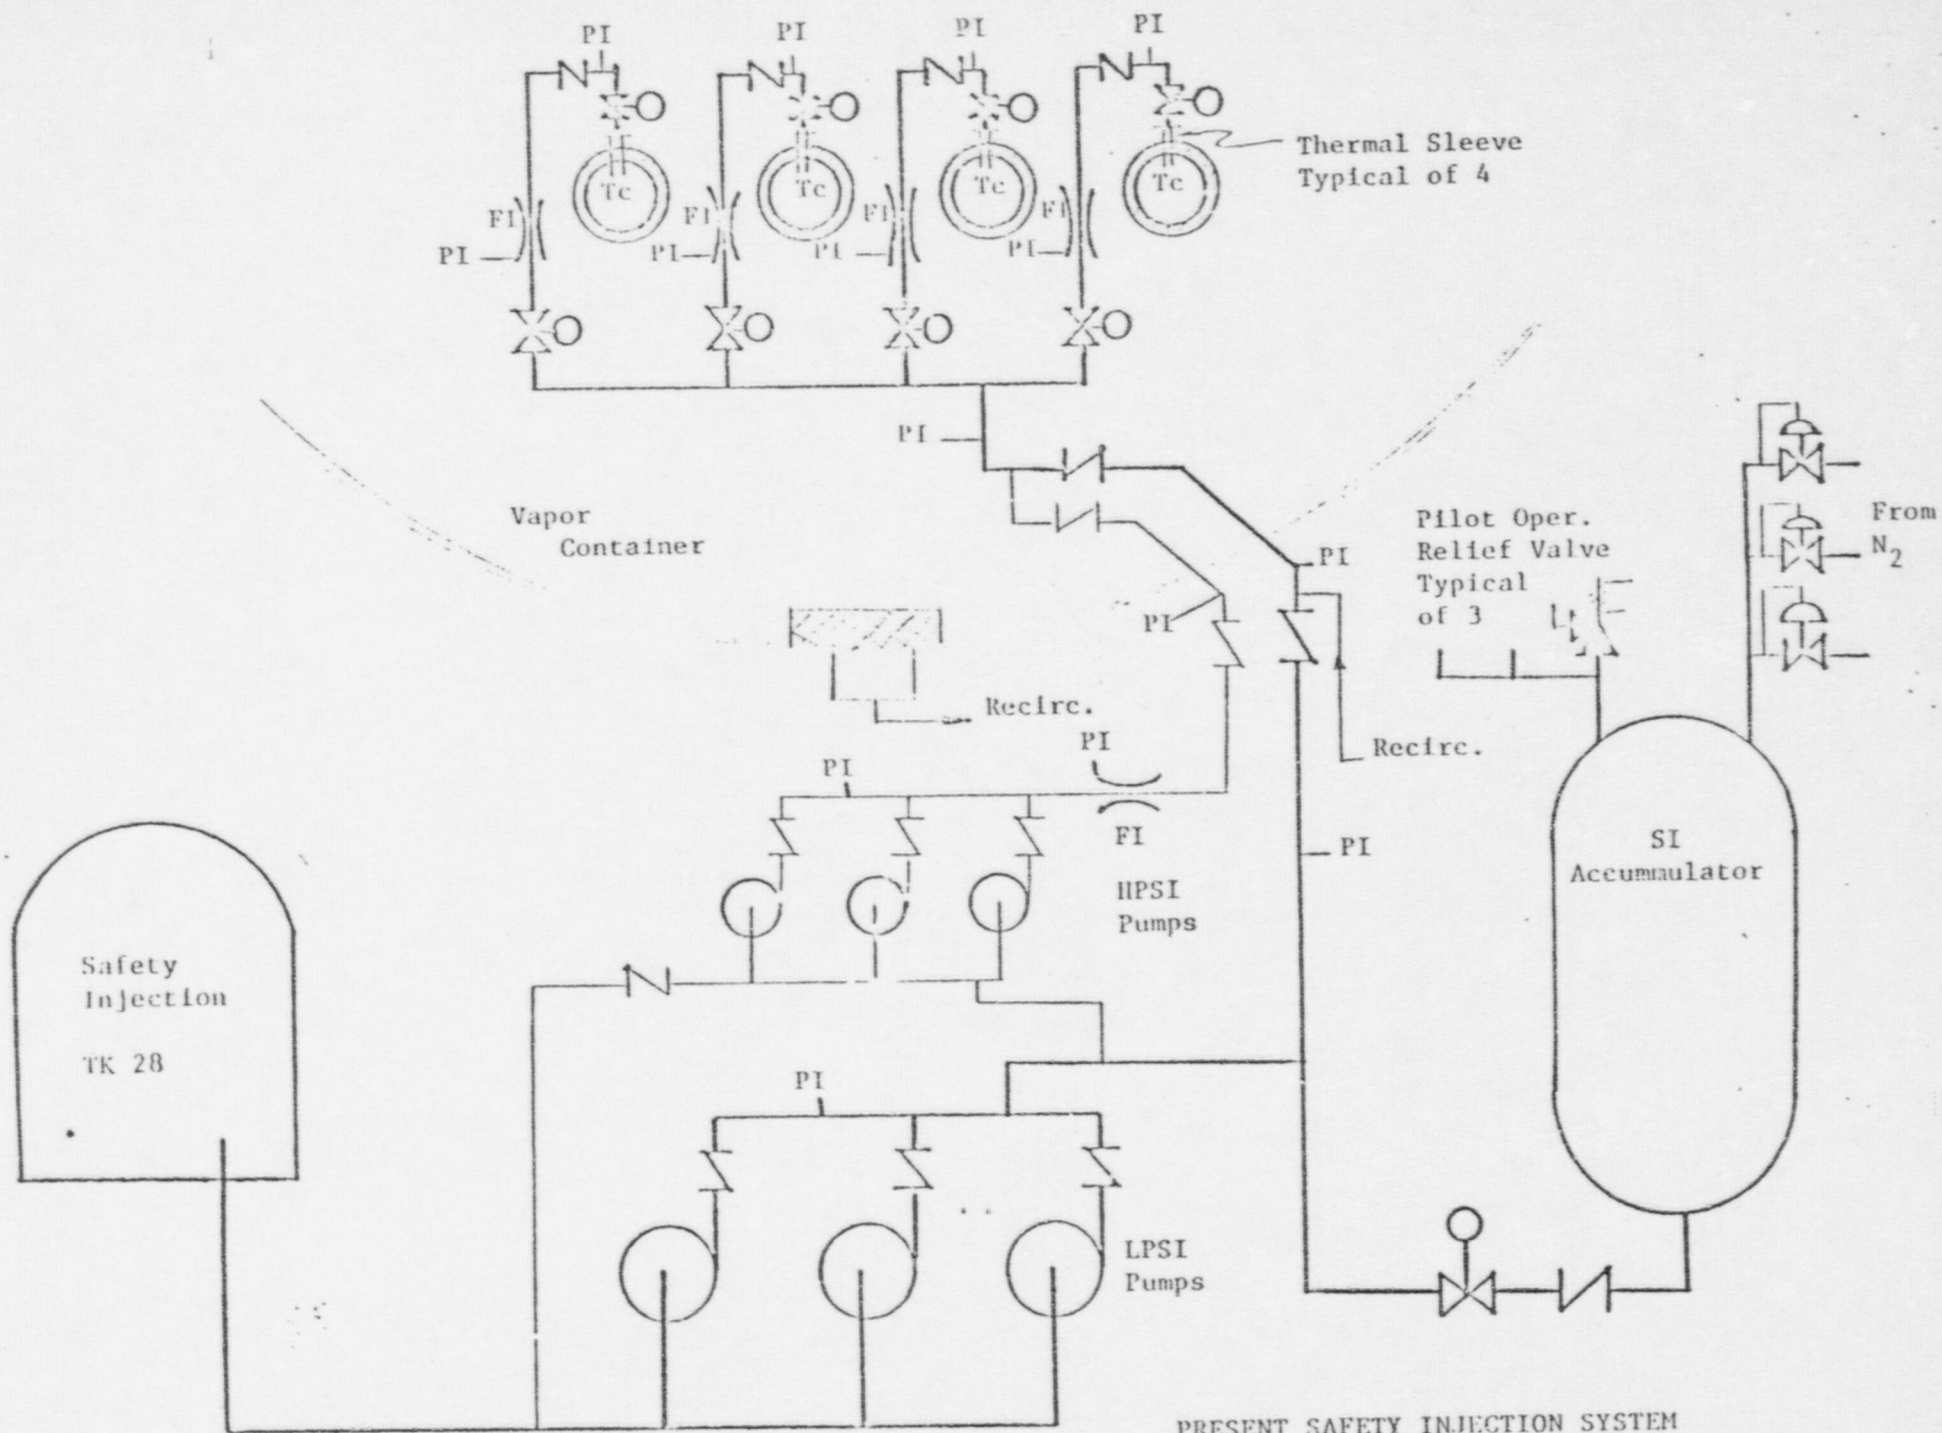 PI
PI
PI
PI
Thermal Sleeve
Typical of 4
Tc
Tc
Tc
Tc
FI
FI
FI
FI
PI
PI
PI
PI
PI
Vapor
Container
Pilot Oper.
Relief Valve
Typical
of 3
From
N2
PI
PI
Recirc.
Recirc.
PI
PI
FI
PI
SI
Accummulator
HPSI
Pumps
Safety
Injection
TK 28
PI
LPSI
Pumps
PRESENT SAFETY INJECTION SYSTEM